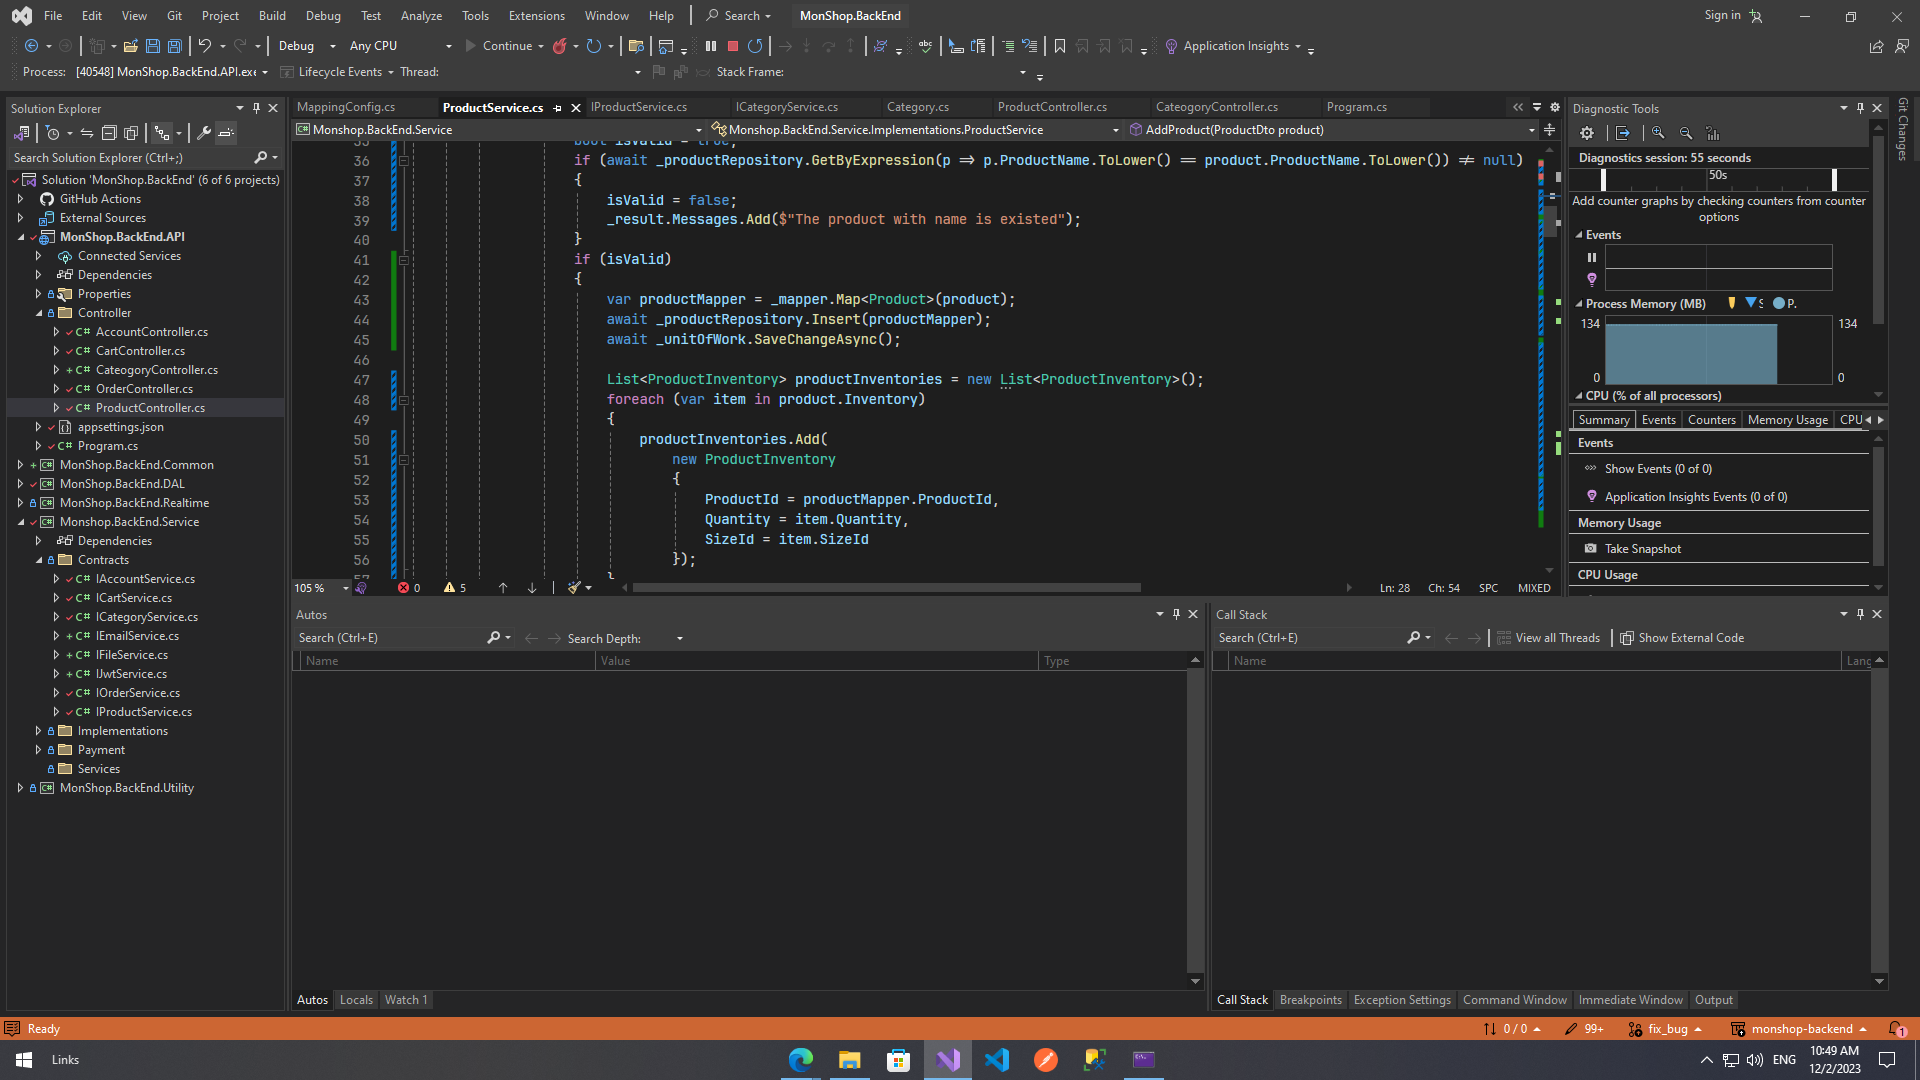 File Edit View Git Project Build Debug Test Analyze Tools Extensions Window Help Search MonShop.BackEnd Sign in
Debug Any CPU Continue Application Insights
Process: [40548] MonShop.BackEnd.API.exe Lifecycle Events Thread: Stack Frame:
Solution Explorer
Search Solution Explorer (Ctrl+;)
Solution 'MonShop.BackEnd' (6 of 6 projects)
GitHub Actions
External Sources
MonShop.BackEnd.API
Connected Services
Dependencies
Properties
Controller
C# AccountController.cs
C# CartController.cs
C# CateogoryController.cs
C# OrderController.cs
C# ProductController.cs
appsettings.json
C# Program.cs
MonShop.BackEnd.Common
MonShop.BackEnd.DAL
MonShop.BackEnd.Realtime
Monshop.BackEnd.Service
Dependencies
Contracts
C# IAccountService.cs
C# ICartService.cs
C# ICategoryService.cs
C# IEmailService.cs
C# IFileService.cs
C# IJwtService.cs
C# IOrderService.cs
C# IProductService.cs
Implementations
Payment
Services
MonShop.BackEnd.Utility
MappingConfig.cs ProductService.cs IProductService.cs ICategoryService.cs Category.cs ProductController.cs CateogoryController.cs Program.cs
Monshop.BackEnd.Service Monshop.BackEnd.Service.Implementations.ProductService AddProduct(ProductDto product)
35 bool isValid = true;
36 if (await _productRepository.GetByExpression(p => p.ProductName.ToLower() == product.ProductName.ToLower()) != null)
37 {
38 isValid = false;
39 _result.Messages.Add($"The product with name is existed");
40 }
41 if (isValid)
42 {
43 var productMapper = _mapper.Map<Product>(product);
44 await _productRepository.Insert(productMapper);
45 await _unitOfWork.SaveChangeAsync();
46
47 List<ProductInventory> productInventories = new List<ProductInventory>();
48 foreach (var item in product.Inventory)
49 {
50 productInventories.Add(
51 new ProductInventory
52 {
53 ProductId = productMapper.ProductId,
54 Quantity = item.Quantity,
55 SizeId = item.SizeId
56 });
57 }
105 % 0 5 Ln: 28 Ch: 54 SPC MIXED
Autos
Search (Ctrl+E) Search Depth:
Name Value Type
Autos Locals Watch 1
Call Stack
Search (Ctrl+E) View all Threads Show External Code
Name Lang
Call Stack Breakpoints Exception Settings Command Window Immediate Window Output
Diagnostic Tools
Diagnostics session: 55 seconds
50s
Add counter graphs by checking counters from counter
options
Events
Process Memory (MB) S P.
134 134
0 0
CPU (% of all processors)
Summary Events Counters Memory Usage CPU
Events
Show Events (0 of 0)
Application Insights Events (0 of 0)
Memory Usage
Take Snapshot
CPU Usage
Git Changes
Ready 0 / 0 99+ fix_bug monshop-backend 1
Links ENG 10:49 AM
12/2/2023